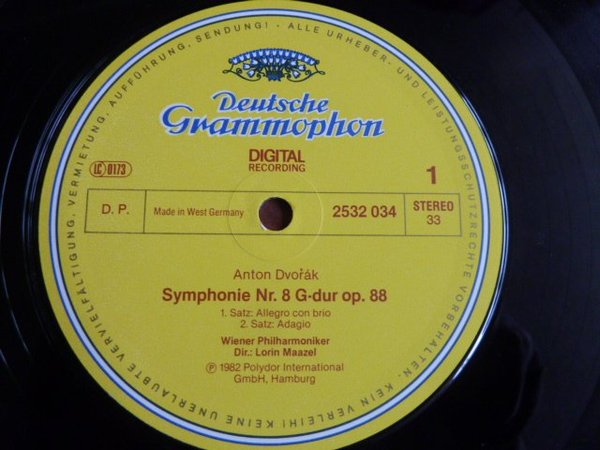 VERVIELFÄLTIGUNG, VERMIETUNG, AUFFÜHRUNG, SENDUNG! - ALLE URHEBER- UND LEISTUNGSSCHUTZRECHTE VORBEHALTEN. KEIN VERLEIH! KEINE UNERLAUBTE
Deutsche
Grammophon
DIGITAL
RECORDING
LC 0173
1
D. P.
Made in West Germany
2532 034
STEREO
33
Anton Dvořák
Symphonie Nr. 8 G-dur op. 88
1. Satz: Allegro con brio
2. Satz: Adagio
Wiener Philharmoniker
Dir.: Lorin Maazel
Ⓟ 1982 Polydor International
GmbH, Hamburg